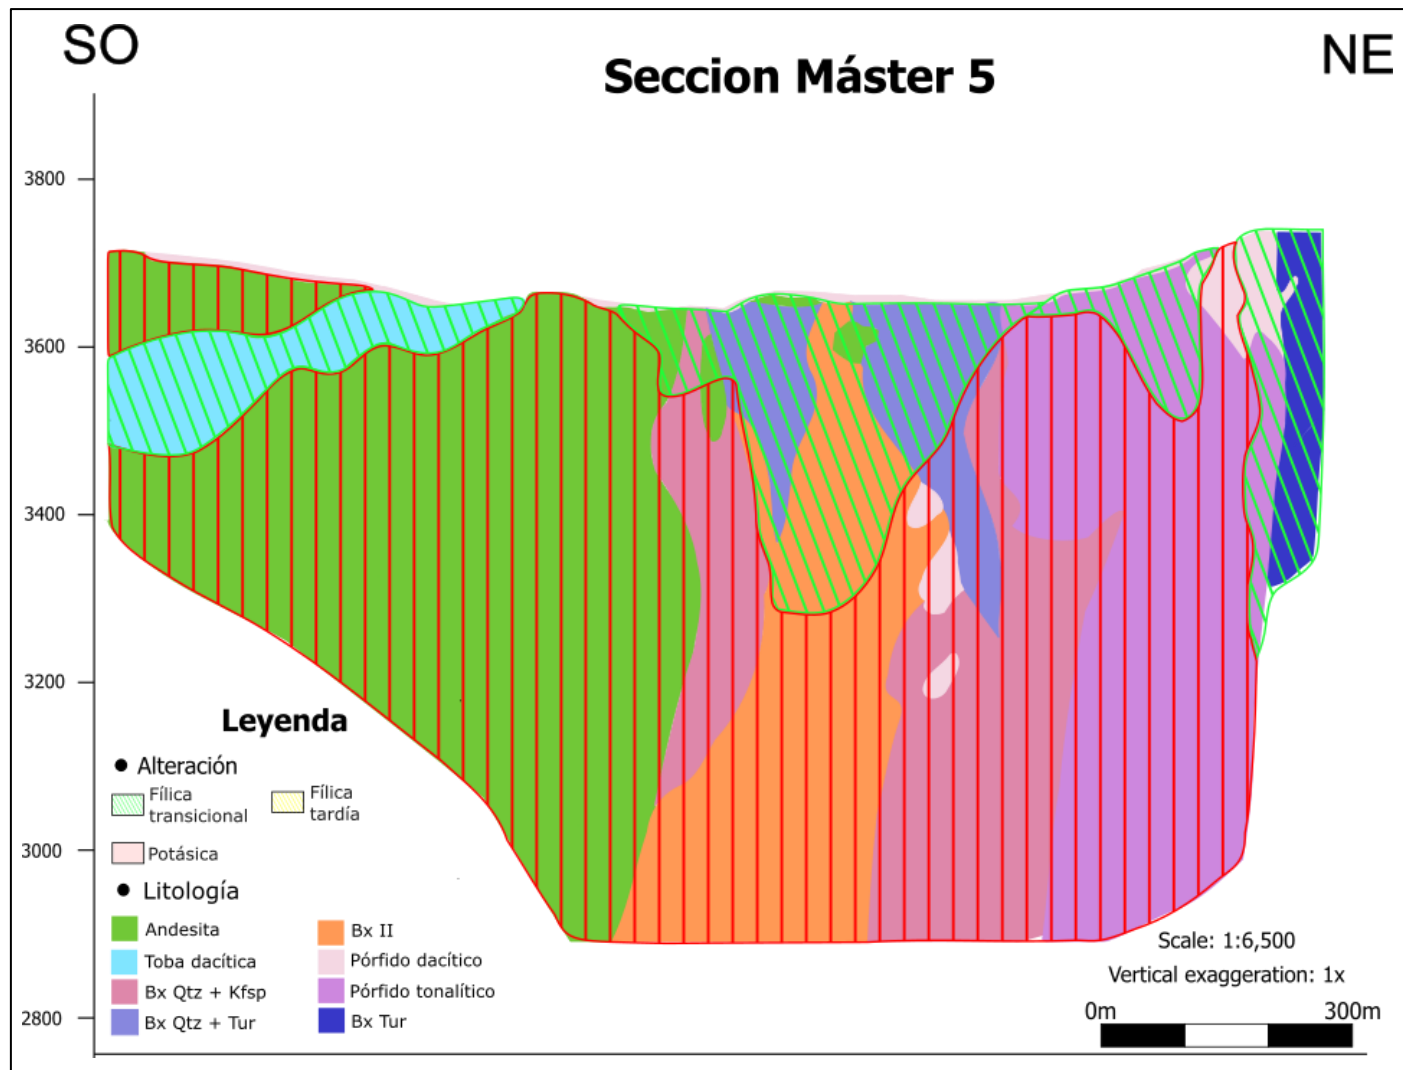 SO
NE
Seccion Máster 5
3800
3600
3400
3200
3000
2800
Leyenda
Alteración
Fílica
transicional
Fílica
tardía
Potásica
Litología
Andesita
Toba dacítica
Bx Qtz + Kfsp
Bx Qtz + Tur
Bx II
Pórfido dacítico
Pórfido tonalítico
Bx Tur
Scale: 1:6,500
Vertical exaggeration: 1x
0m
300m